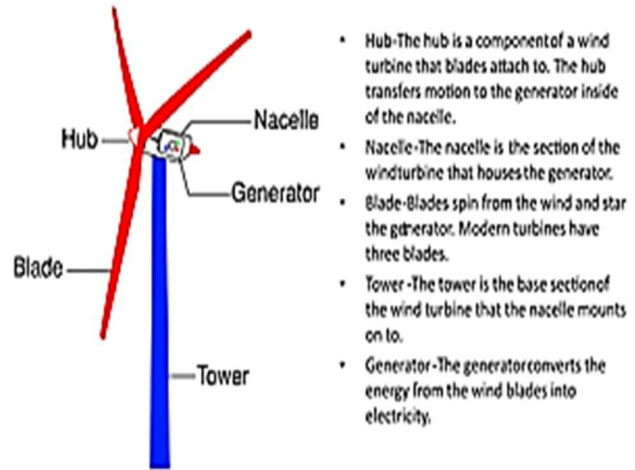 Nacelle
Hub
Generator
Blade
Tower
• Hub-The hub is a component of a wind
turbine that blades attach to. The hub
transfers motion to the generator inside
of the nacelle.
• Nacelle-The nacelle is the section of the
windturbine that houses the generator.
• Blade-Blades spin from the wind and star
the generator. Modern turbines have
three blades.
• Tower -The tower is the base section of
the wind turbine that the nacelle mounts
on to.
• Generator-The generator converts the
energy from the wind blades into
electricity.